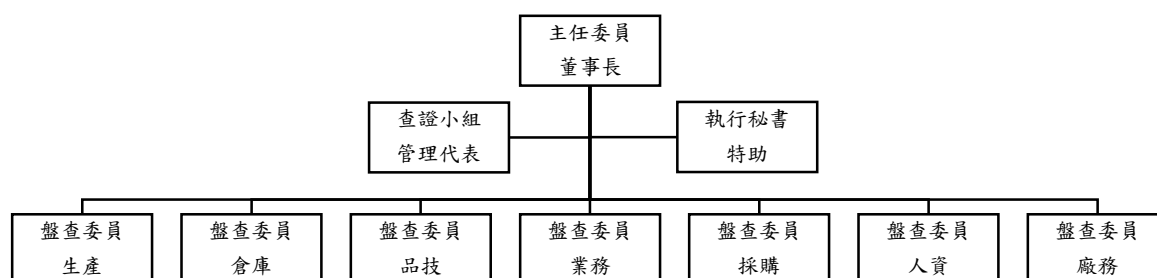 主任委員
董事長
查證小組
管理代表
執行秘書
特助
盤查委員
生產
盤查委員
倉庫
盤查委員
品技
盤查委員
業務
盤查委員
採購
盤查委員
人資
盤查委員
廠務